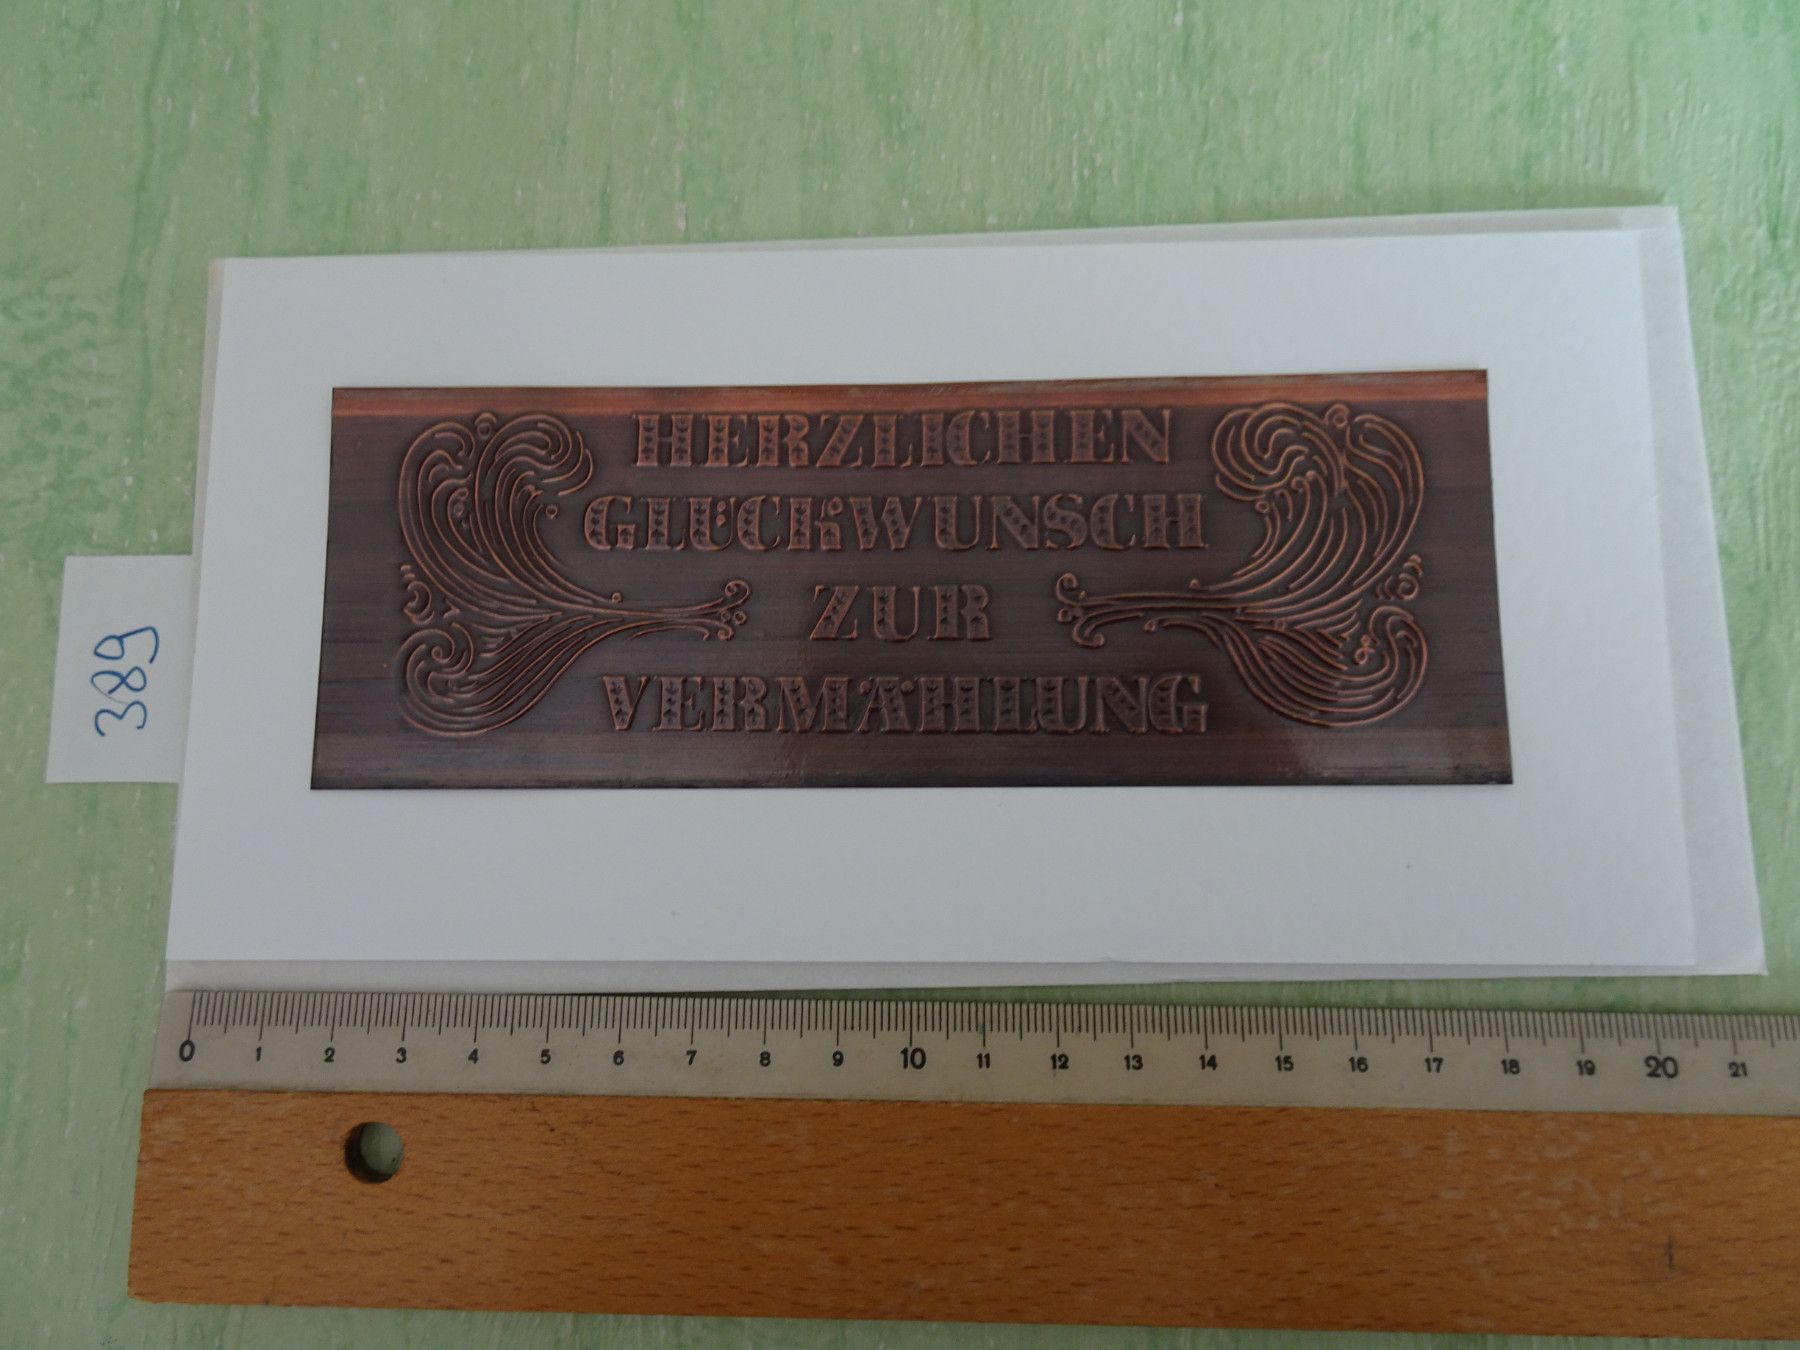 HERZLICHEN
GLÜCKWUNSCH
ZUR
VERMÄHLUNG
389
0 1 2 3 4 5 6 7 8 9 10 11 12 13 14 15 16 17 18 19 20 21